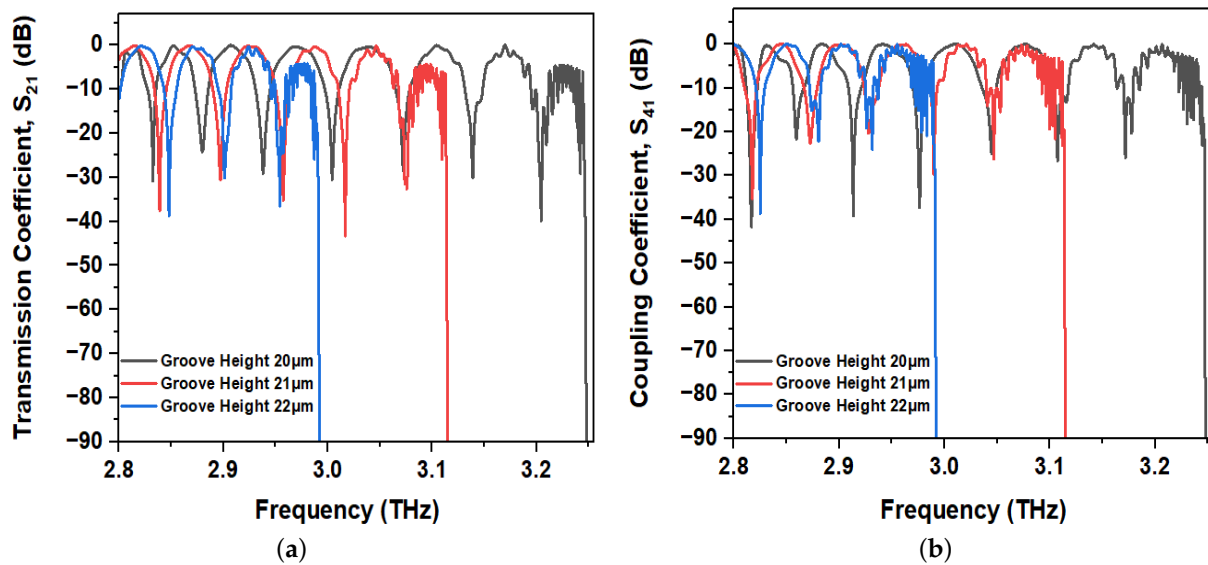 Transmission Coefficient, S21 (dB)
0
−10
−20
−30
−40
−50
−60
−70
−80
−90
Groove Height 20μm
Groove Height 21μm
Groove Height 22μm
2.8 2.9 3.0 3.1 3.2
Frequency (THz)
(a)
Coupling Coefficient, S41 (dB)
0
−10
−20
−30
−40
−50
−60
−70
−80
−90
Groove Height 20μm
Groove Height 21μm
Groove Height 22μm
2.8 2.9 3.0 3.1 3.2
Frequency (THz)
(b)